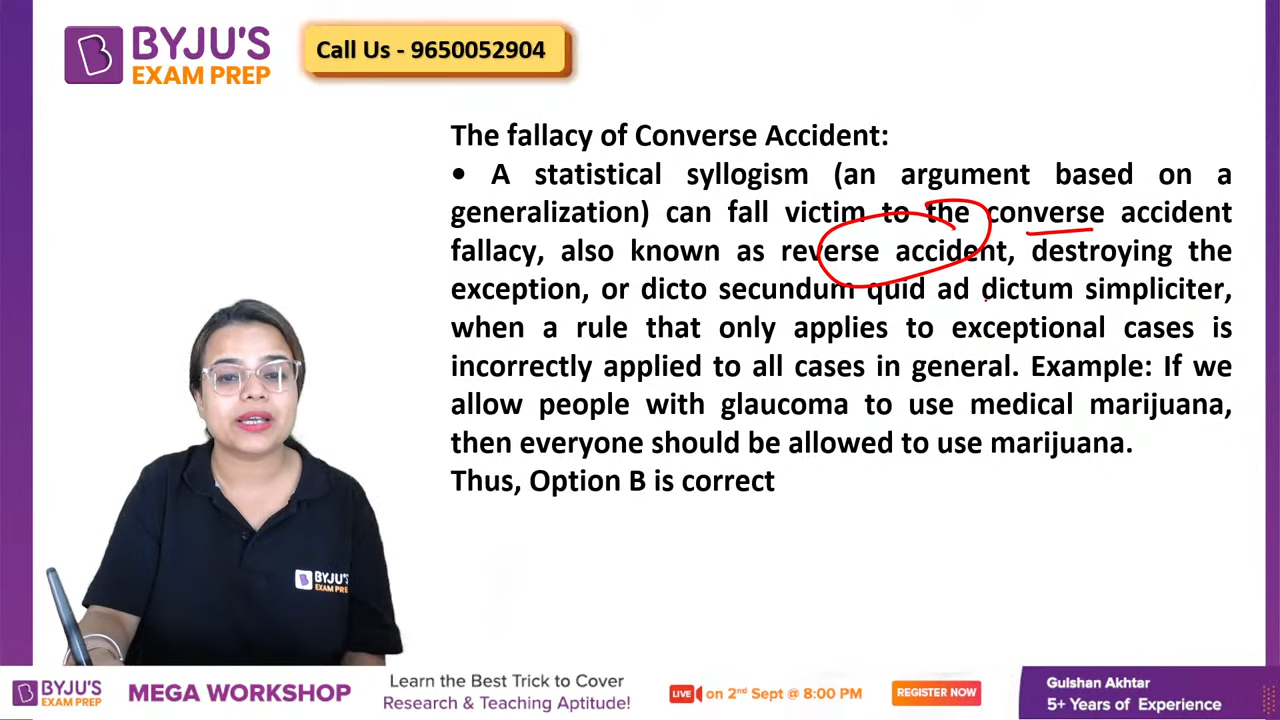 BYJU'S
EXAM PREP
Call Us - 9650052904
The fallacy of Converse Accident:
• A statistical syllogism (an argument based on a
generalization) can fall victim to the converse accident
fallacy, also known as reverse accident, destroying the
exception, or dicto secundum quid ad dictum simpliciter,
when a rule that only applies to exceptional cases is
incorrectly applied to all cases in general. Example: If we
allow people with glaucoma to use medical marijuana,
then everyone should be allowed to use marijuana.
Thus, Option B is correct
BYJU'S
EXAM PREP
BYJU'S
EXAM PREP
MEGA WORKSHOP
Learn the Best Trick to Cover
Research & Teaching Aptitude!
LIVE on 2nd Sept @ 8:00 PM
REGISTER NOW
Gulshan Akhtar
5+ Years of Experience